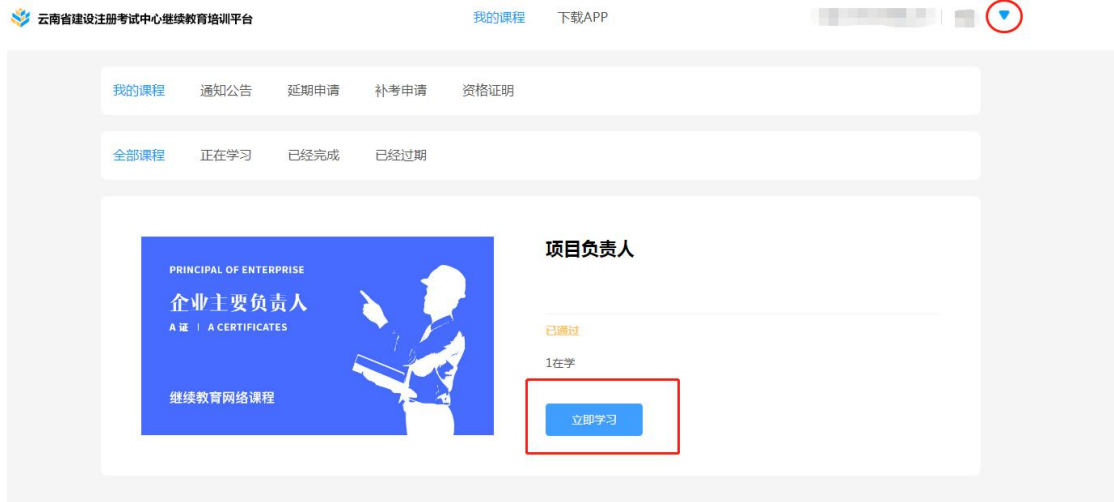 云南省建设注册考试中心继续教育培训平台 我的课程 下载APP
我的课程 通知公告 延期申请 补考申请 资格证明
全部课程 正在学习 已经完成 已经过期
PRINCIPAL OF ENTERPRISE
企业主要负责人
A证 | A CERTIFICATES
继续教育网络课程
项目负责人
已通过
1在学
立即学习